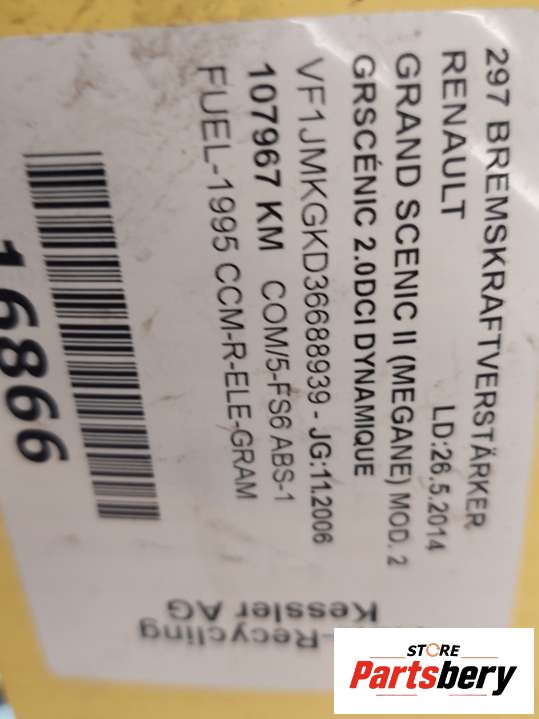 297 BREMSKRAFTVERSTÄRKER
RENAULT LD:26.5.2014
GRAND SCENIC II (MEGANE) MOD. 2
GRSCÉNIC 2.0DCI DYNAMIQUE
VF1JMKGKD36688939 - JG:11.2006
107967 KM COM/5-FS6 ABS-1
FUEL-1995 CCM-R-ELE-GRAM
16866
-Recycling
Kessler AG
STORE
Partsbery